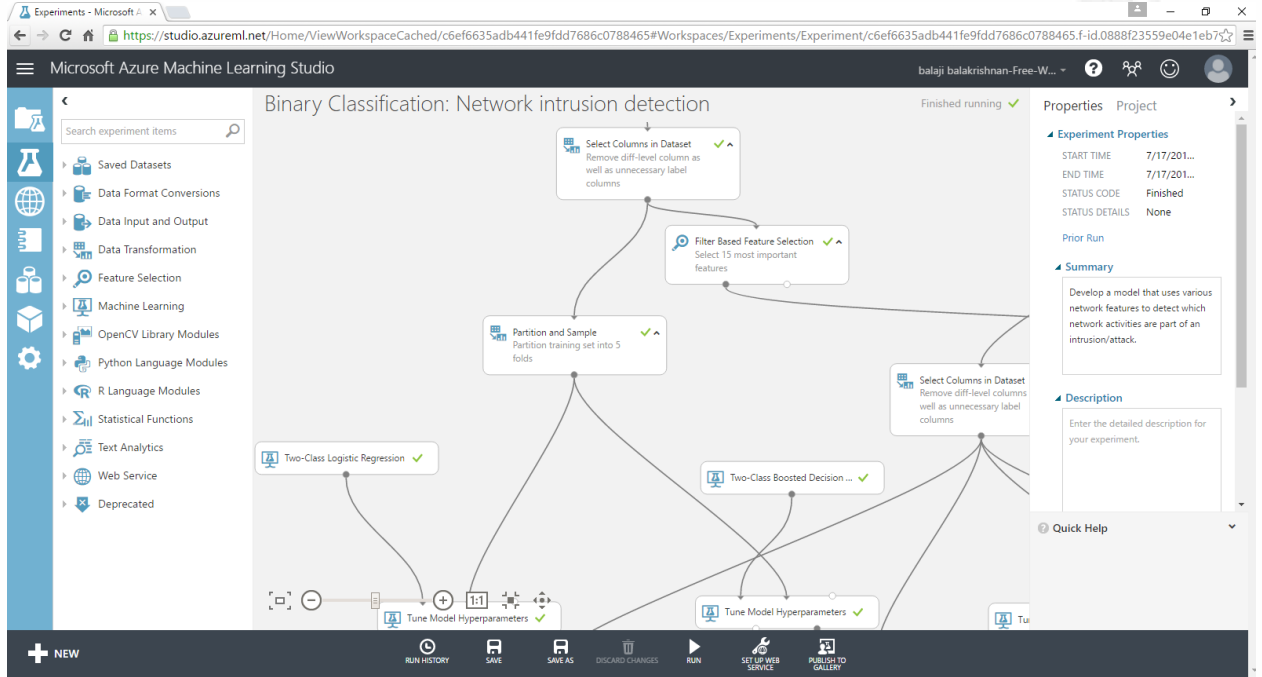 Experiments - Microsoft A
https://studio.azureml.net/Home/ViewWorkspaceCached/c6ef6635adb441fe9fdd7686c0788465#Workspaces/Experiments/Experiment/c6ef6635adb441fe9fdd7686c0788465.f-id.0888f23559e04e1eb7
Microsoft Azure Machine Learning Studio
balaji balakrishnan-Free-W...
?
Search experiment items
Saved Datasets
Data Format Conversions
Data Input and Output
Data Transformation
Feature Selection
Machine Learning
OpenCV Library Modules
Python Language Modules
R Language Modules
Statistical Functions
Text Analytics
Web Service
Deprecated
Binary Classification: Network intrusion detection
Finished running
Select Columns in Dataset
Remove diff-level column as
well as unnecessary label
columns
Filter Based Feature Selection
Select 15 most important
features
Partition and Sample
Partition training set into 5
folds
Select Columns in Dataset
Remove diff-level columns
well as unnecessary label
columns
Two-Class Logistic Regression
Two-Class Boosted Decision ...
1:1
Tune Model Hyperparameters
Tune Model Hyperparameters
Tu
Properties Project
Experiment Properties
START TIME 7/17/201...
END TIME 7/17/201...
STATUS CODE Finished
STATUS DETAILS None
Prior Run
Summary
Develop a model that uses various
network features to detect which
network activities are part of an
intrusion/attack.
Description
Enter the detailed description for
your experiment.
Quick Help
NEW
RUN HISTORY
SAVE
SAVE AS
DISCARD CHANGES
RUN
SET UP WEB
SERVICE
PUBLISH TO
GALLERY